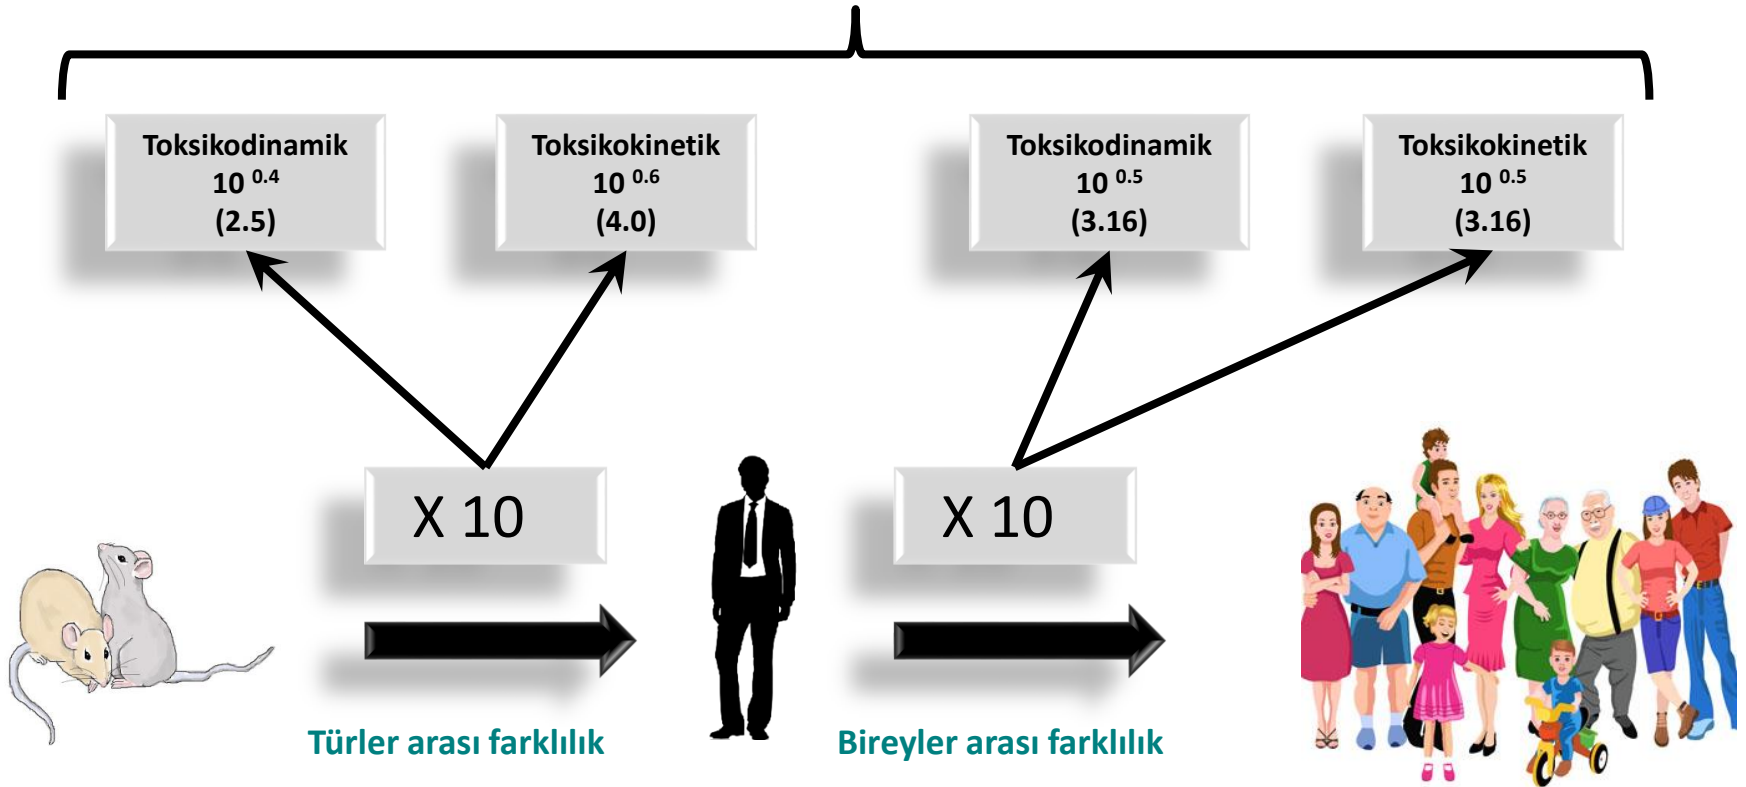 Toksikodinamik
10 0.4
(2.5)
Toksikokinetik
10 0.6
(4.0)
Toksikodinamik
10 0.5
(3.16)
Toksikokinetik
10 0.5
(3.16)
X 10
X 10
Türler arası farklılık
Bireyler arası farklılık